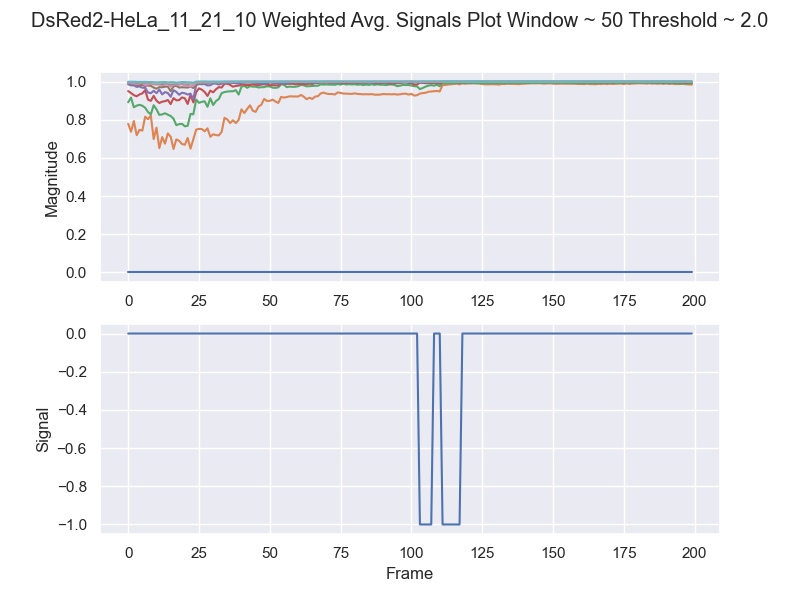 DsRed2-HeLa_11_21_10 Weighted Avg. Signals Plot Window ~ 50 Threshold ~ 2.0
1.0
0.8
0.6
0.4
0.2
0.0
Magnitude
0 25 50 75 100 125 150 175 200
0.0
−0.2
−0.4
−0.6
−0.8
−1.0
Signal
0 25 50 75 100 125 150 175 200
Frame